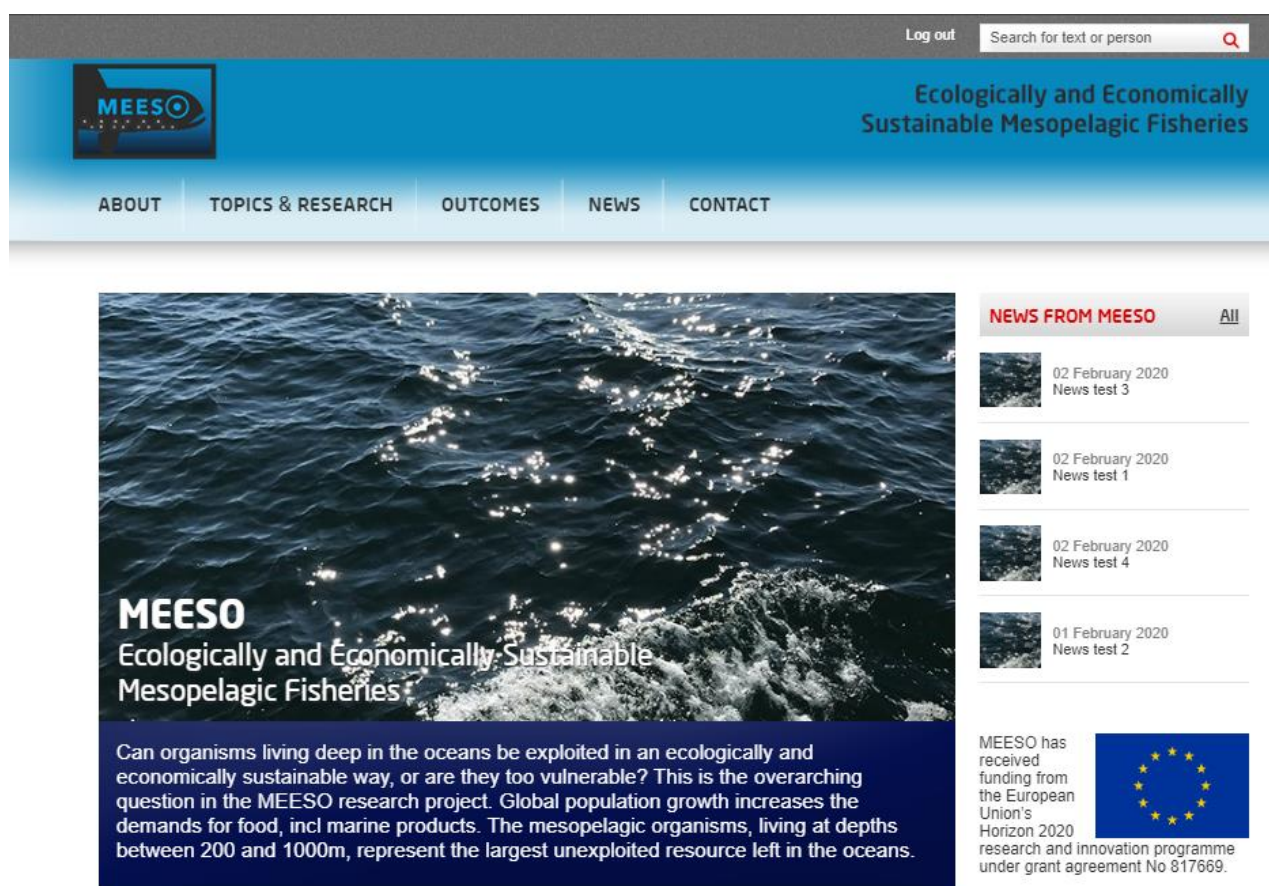 Log out
Search for text or person
MEESO
Ecologically and Economically
Sustainable Mesopelagic Fisheries
ABOUT
TOPICS & RESEARCH
OUTCOMES
NEWS
CONTACT
MEESO
Ecologically and Economically Sustainable
Mesopelagic Fisheries
Can organisms living deep in the oceans be exploited in an ecologically and
economically sustainable way, or are they too vulnerable? This is the overarching
question in the MEESO research project. Global population growth increases the
demands for food, incl marine products. The mesopelagic organisms, living at depths
between 200 and 1000m, represent the largest unexploited resource left in the oceans.
NEWS FROM MEESO
All
02 February 2020
News test 3
02 February 2020
News test 1
02 February 2020
News test 4
01 February 2020
News test 2
MEESO has
received
funding from
the European
Union's
Horizon 2020
research and innovation programme
under grant agreement No 817669.